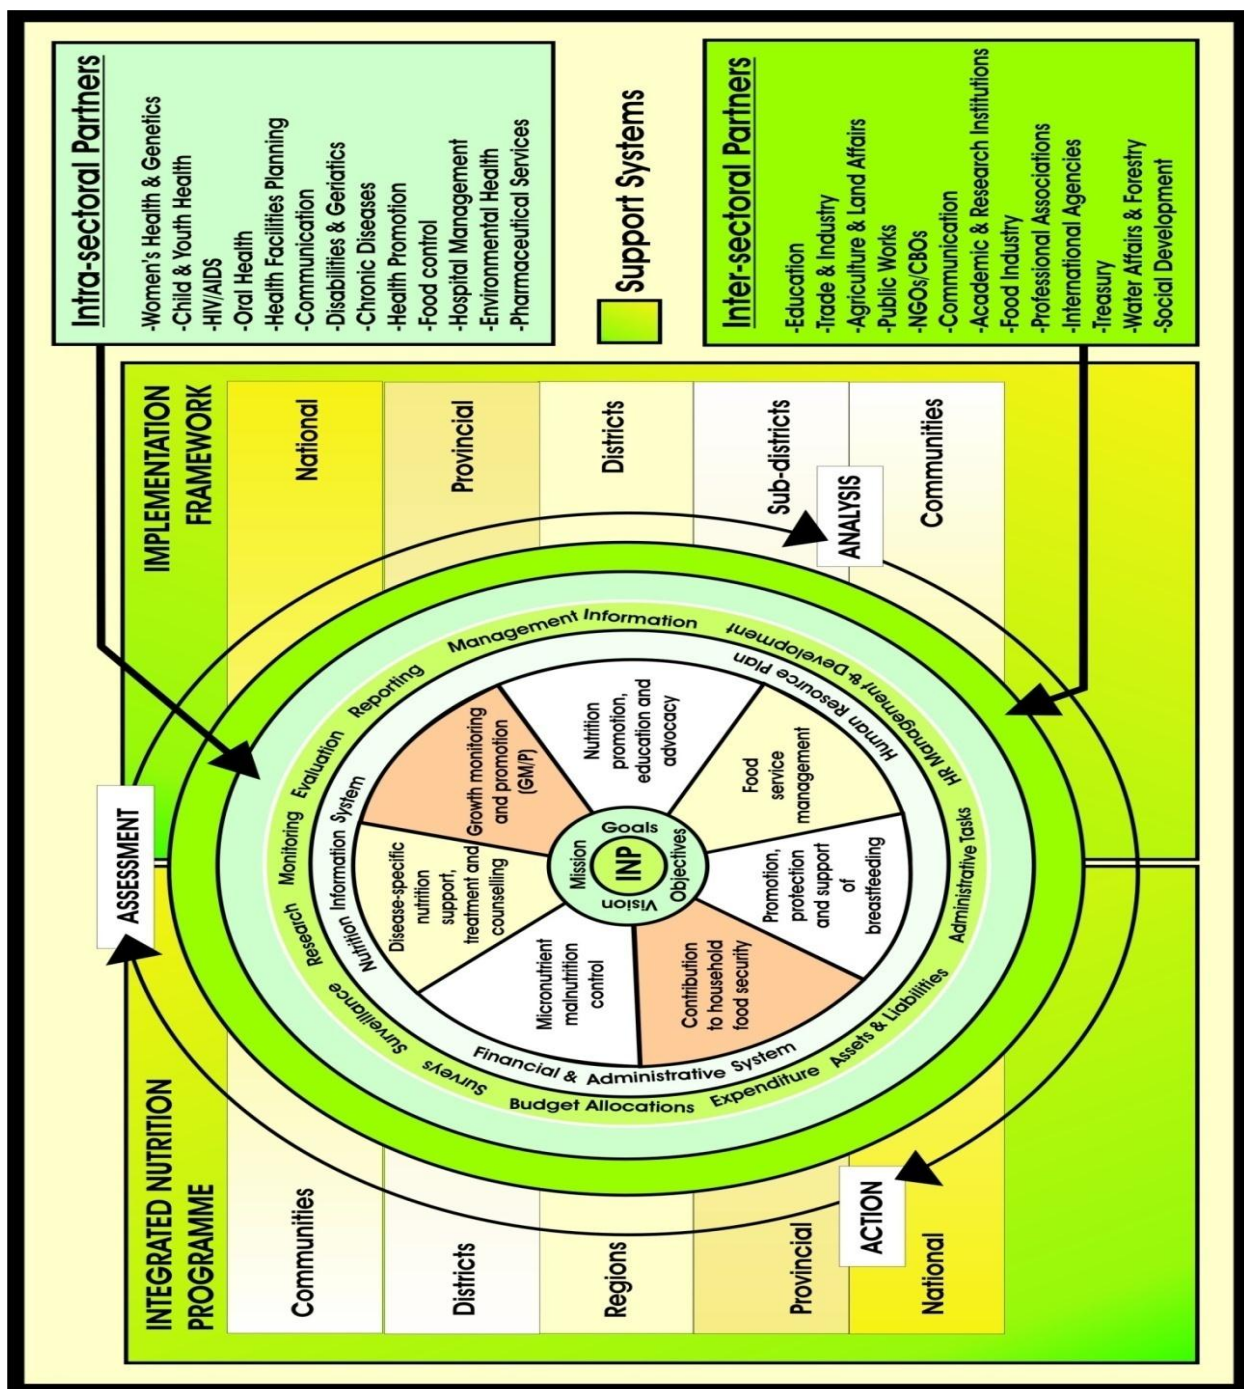 INTEGRATED NUTRITION
PROGRAMME
Communities
Districts
Regions
Provincial
National
ASSESSMENT
ANALYSIS
ACTION
IMPLEMENTATION
FRAMEWORK
National
Provincial
Districts
Sub-districts
Communities
Research Monitoring Evaluation Reporting
Management Information
HR Management & Development
Administrative Tasks
Assets & Liabilities
Expenditure
Budget Allocations
Surveys
Surveillance
Nutrition Information System
Human Resource Plan
Financial & Administrative System
Disease-specific
nutrition
support,
treatment and
counselling
Growth monitoring
and promotion
(GM/P)
Nutrition
promotion,
education and
advocacy
Food
service
management
Promotion,
protection
and support
of
breastfeeding
Contribution
to household
food security
Micronutrient
malnutrition
control
Mission
Goals
Objectives
Vision
INP
Intra-sectoral Partners
-Women's Health & Genetics
-Child & Youth Health
-HIV/AIDS
-Oral Health
-Health Facilities Planning
-Communication
-Disabilities & Geriatics
-Chronic Diseases
-Health Promotion
-Food control
-Hospital Management
-Environmental Health
-Pharmaceutical Services
Support Systems
Inter-sectoral Partners
-Education
-Trade & Industry
-Agriculture & Land Affairs
-Public Works
-NGOs/CBOs
-Communication
-Academic & Research Institutions
-Food Industry
-Professional Associations
-International Agencies
-Treasury
-Water Affairs & Forestry
-Social Development